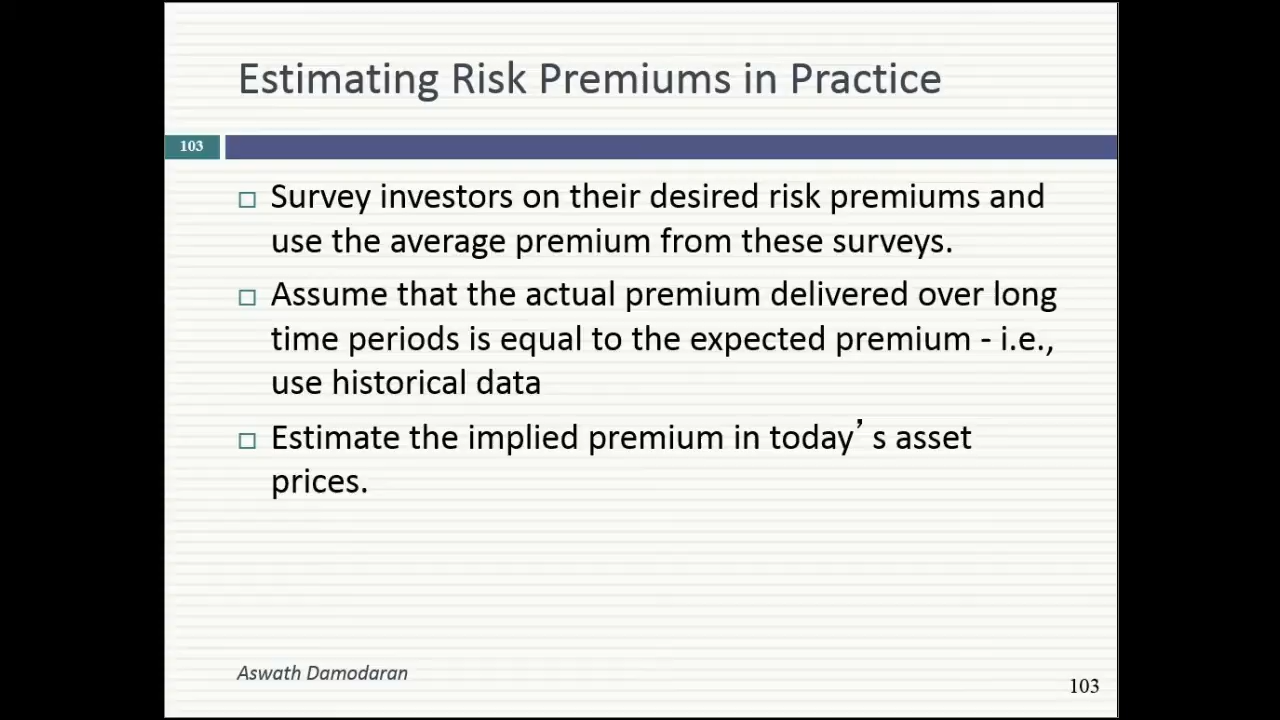 Estimating Risk Premiums in Practice
103
Survey investors on their desired risk premiums and
use the average premium from these surveys.
Assume that the actual premium delivered over long
time periods is equal to the expected premium - i.e.,
use historical data
Estimate the implied premium in today’s asset
prices.
Aswath Damodaran
103